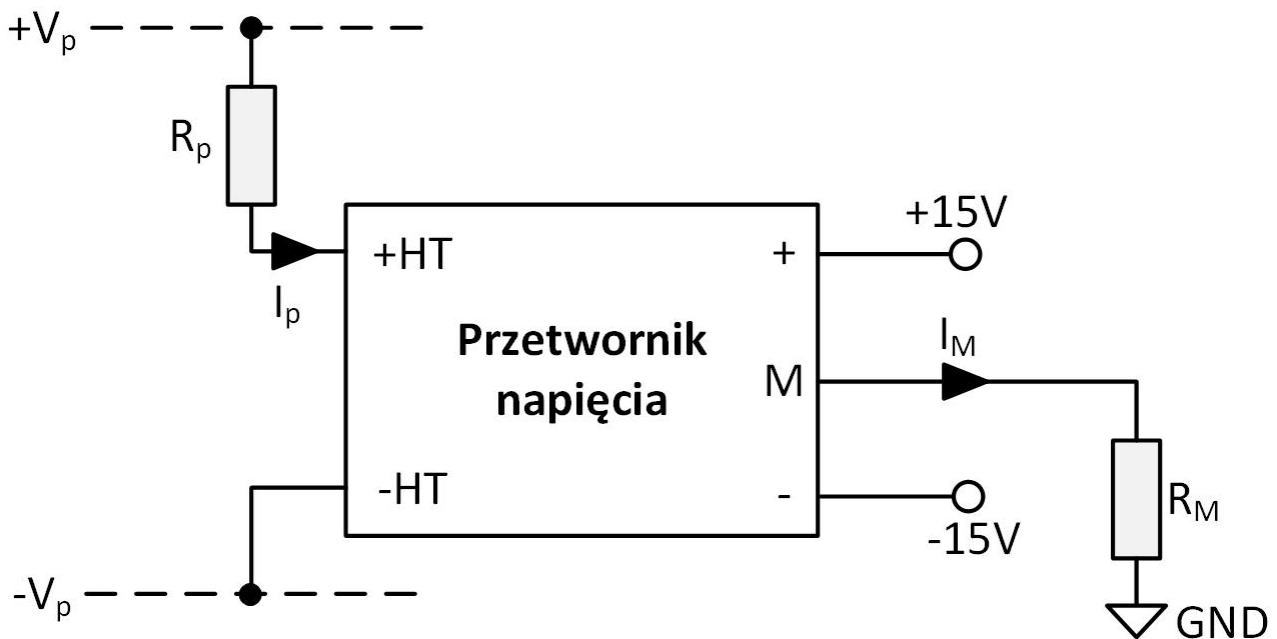 +Vp
Rp
+HT
Ip
-HT
-Vp
Przetwornik
napięcia
+
M
-
+15V
IM
-15V
RM
GND